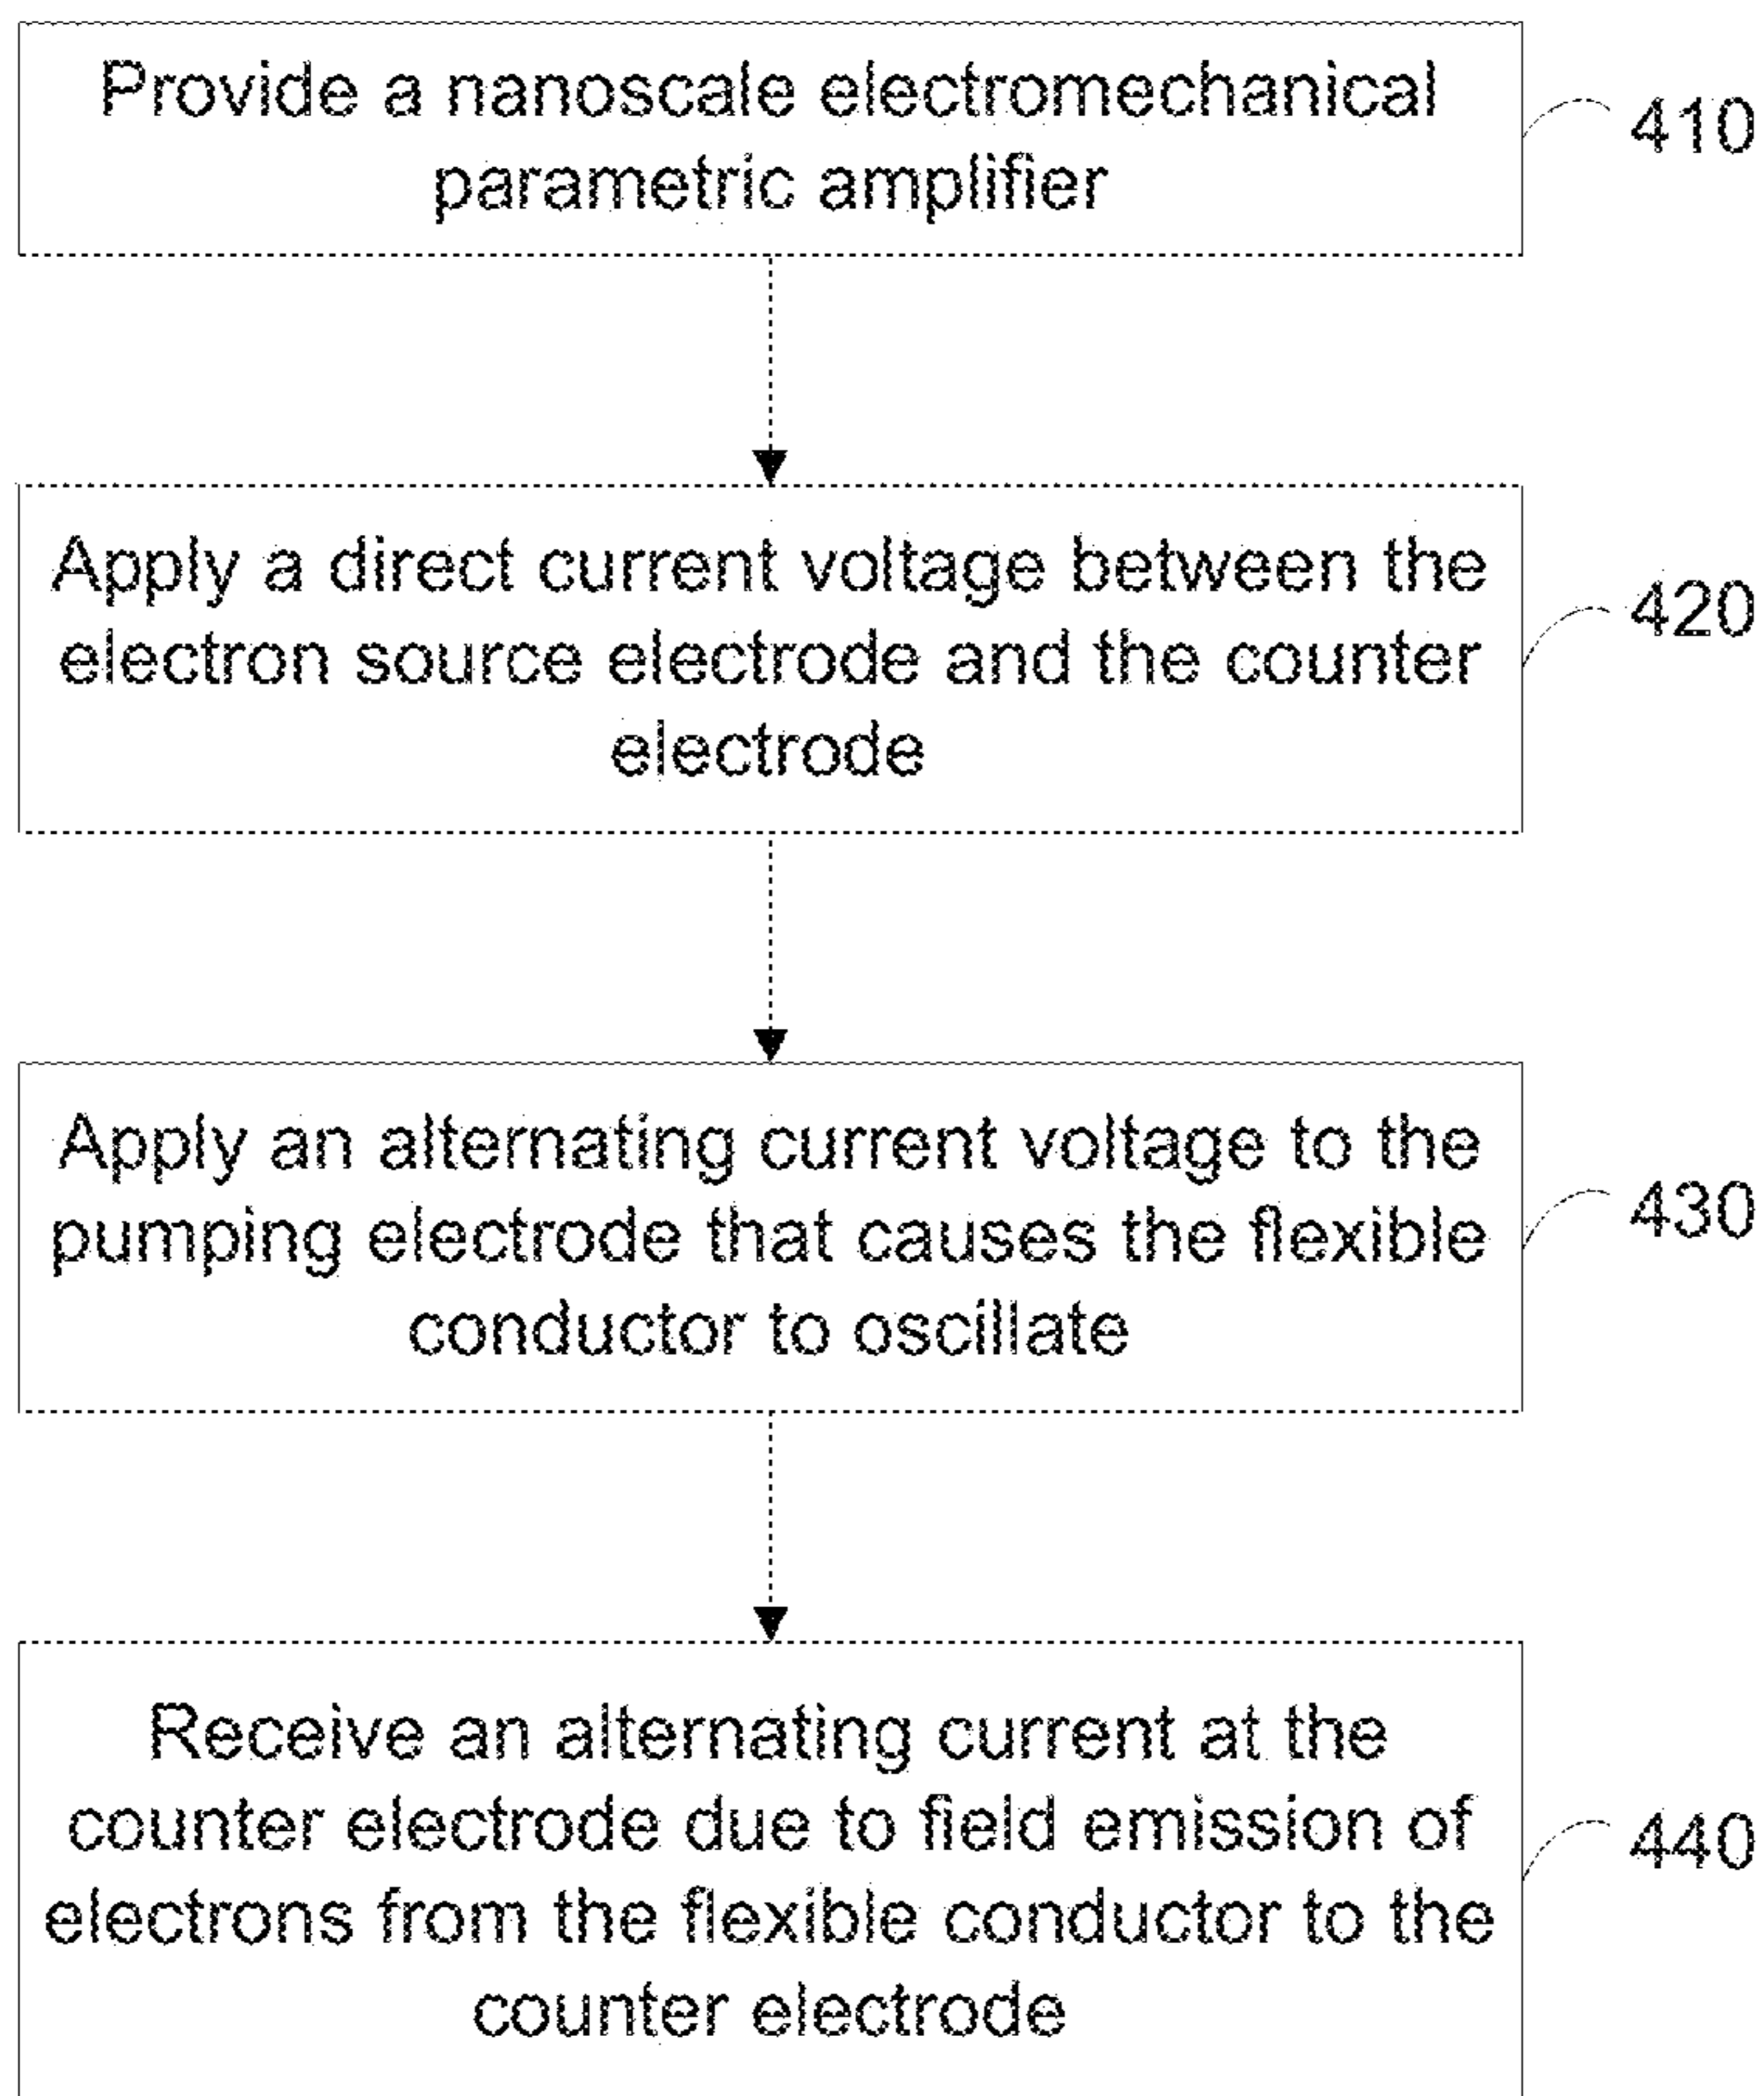 Provide a nanoscale electromechanical
parametric amplifier
410
Apply a direct current voltage between the
electron source electrode and the counter
electrode
420
Apply an alternating current voltage to the
pumping electrode that causes the flexible
conductor to oscillate
430
Receive an alternating current at the
counter electrode due to field emission of
electrons from the flexible conductor to the
counter electrode
440